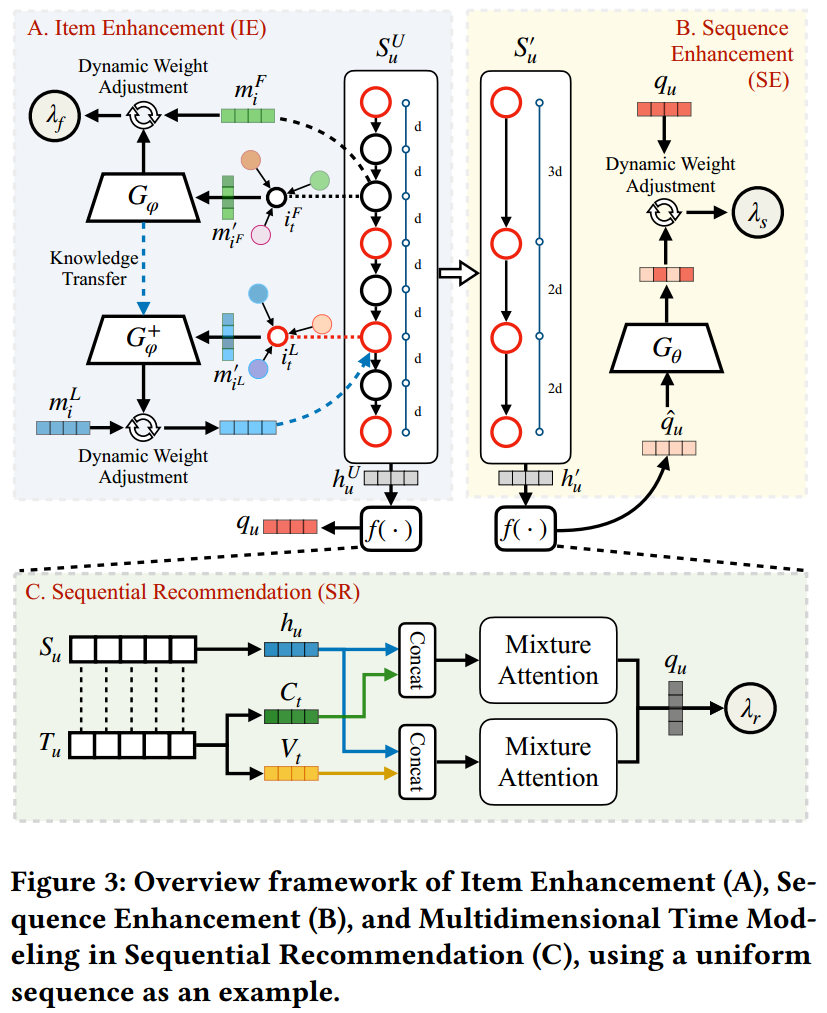 A. Item Enhancement (IE)
Dynamic Weight
Adjustment
m_i^F
λ_f
G_φ
m'_{i^F}
i_t^F
Knowledge
Transfer
G_φ^+
m'_{i^L}
i_t^L
m_i^L
Dynamic Weight
Adjustment
S_u^U
d
d
d
d
d
d
d
h_u^U
q_u
f(·)
S'_u
3d
2d
2d
h'_u
f(·)
B. Sequence
Enhancement
(SE)
q_u
Dynamic Weight
Adjustment
λ_s
G_θ
q̂_u
C. Sequential Recommendation (SR)
S_u
T_u
h_u
C_t
V_t
Concat
Concat
Mixture
Attention
Mixture
Attention
q_u
λ_r
Figure 3: Overview framework of Item Enhancement (A), Se-
quence Enhancement (B), and Multidimensional Time Mod-
eling in Sequential Recommendation (C), using a uniform
sequence as an example.